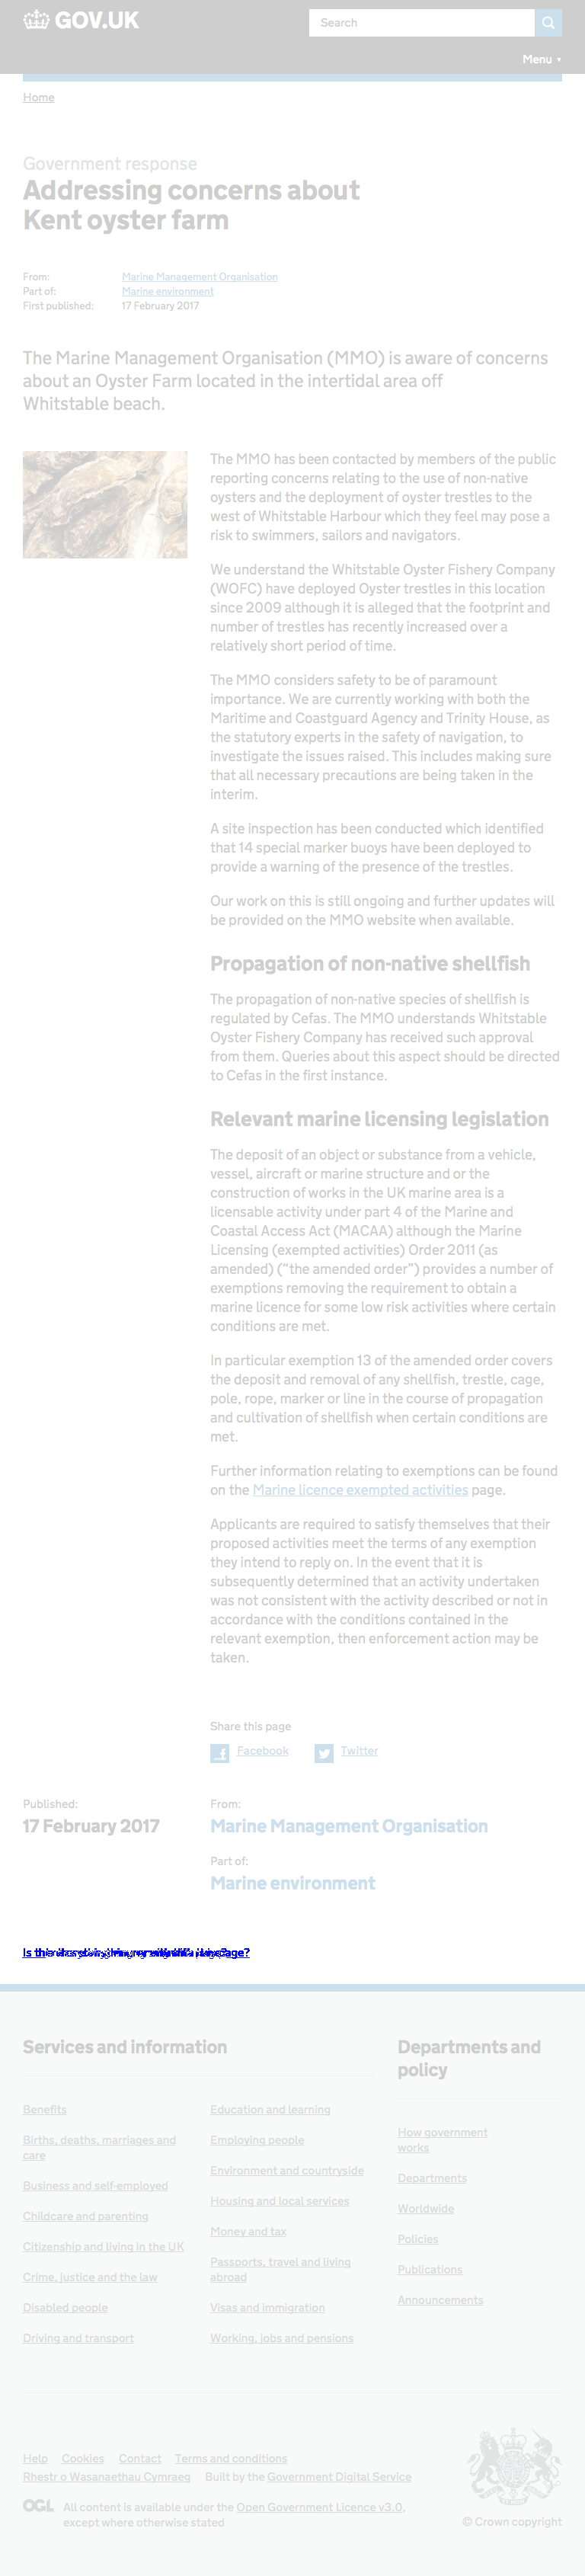 GOV.UK
Search
Menu ▼
Home
Government response
Addressing concerns about
Kent oyster farm
From: Marine Management Organisation
Part of: Marine environment
First published: 17 February 2017
The Marine Management Organisation (MMO) is aware of concerns
about an Oyster Farm located in the intertidal area off
Whitstable beach.
The MMO has been contacted by members of the public
reporting concerns relating to the use of non-native
oysters and the deployment of oyster trestles to the
west of Whitstable Harbour which they feel may pose a
risk to swimmers, sailors and navigators.
We understand the Whitstable Oyster Fishery Company
(WOFC) have deployed Oyster trestles in this location
since 2009 although it is alleged that the footprint and
number of trestles has recently increased over a
relatively short period of time.
The MMO considers safety to be of paramount
importance. We are currently working with both the
Maritime and Coastguard Agency and Trinity House, as
the statutory experts in the safety of navigation, to
investigate the issues raised. This includes making sure
that all necessary precautions are being taken in the
interim.
A site inspection has been conducted which identified
that 14 special marker buoys have been deployed to
provide a warning of the presence of the trestles.
Our work on this is still ongoing and further updates will
be provided on the MMO website when available.
Propagation of non-native shellfish
The propagation of non-native species of shellfish is
regulated by Cefas. The MMO understands Whitstable
Oyster Fishery Company has received such approval
from them. Queries about this aspect should be directed
to Cefas in the first instance.
Relevant marine licensing legislation
The deposit of an object or substance from a vehicle,
vessel, aircraft or marine structure and or the
construction of works in the UK marine area is a
licensable activity under part 4 of the Marine and
Coastal Access Act (MACAA) although the Marine
Licensing (exempted activities) Order 2011 (as
amended) (“the amended order”) provides a number of
exemptions removing the requirement to obtain a
marine licence for some low risk activities where certain
conditions are met.
In particular exemption 13 of the amended order covers
the deposit and removal of any shellfish, trestle, cage,
pole, rope, marker or line in the course of propagation
and cultivation of shellfish when certain conditions are
met.
Further information relating to exemptions can be found
on the Marine licence exempted activities page.
Applicants are required to satisfy themselves that their
proposed activities meet the terms of any exemption
they intend to reply on. In the event that it is
subsequently determined that an activity undertaken
was not consistent with the activity described or not in
accordance with the conditions contained in the
relevant exemption, then enforcement action may be
taken.
Share this page
Facebook Twitter
Published: From:
17 February 2017 Marine Management Organisation
Part of:
Marine environment
Services and information
Benefits
Births, deaths, marriages and
care
Business and self-employed
Childcare and parenting
Citizenship and living in the UK
Crime, justice and the law
Disabled people
Driving and transport
Education and learning
Employing people
Environment and countryside
Housing and local services
Money and tax
Passports, travel and living
abroad
Visas and immigration
Working, jobs and pensions
Departments and
policy
How government
works
Departments
Worldwide
Policies
Publications
Announcements
Help Cookies Contact Terms and conditions
Rhestr o Wasanaethau Cymraeg Built by the Government Digital Service
OGL All content is available under the Open Government Licence v3.0,
except where otherwise stated
© Crown copyright